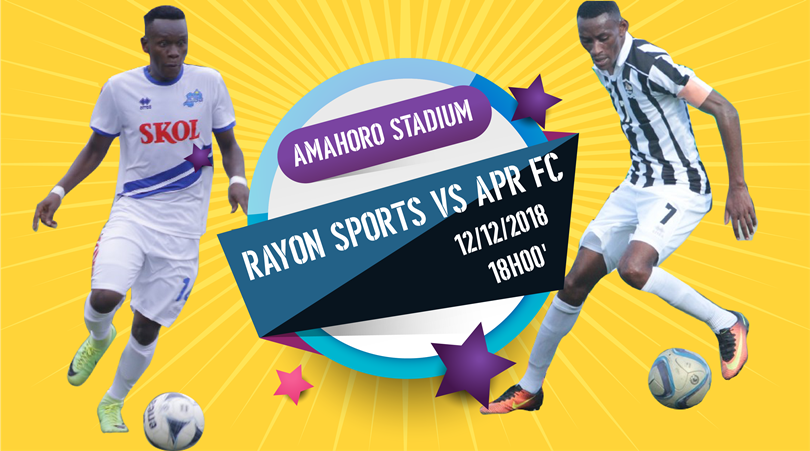 AMAHORO STADIUM
RAYON SPORTS VS APR FC
12/12/2018
18H00'
SKOL
7